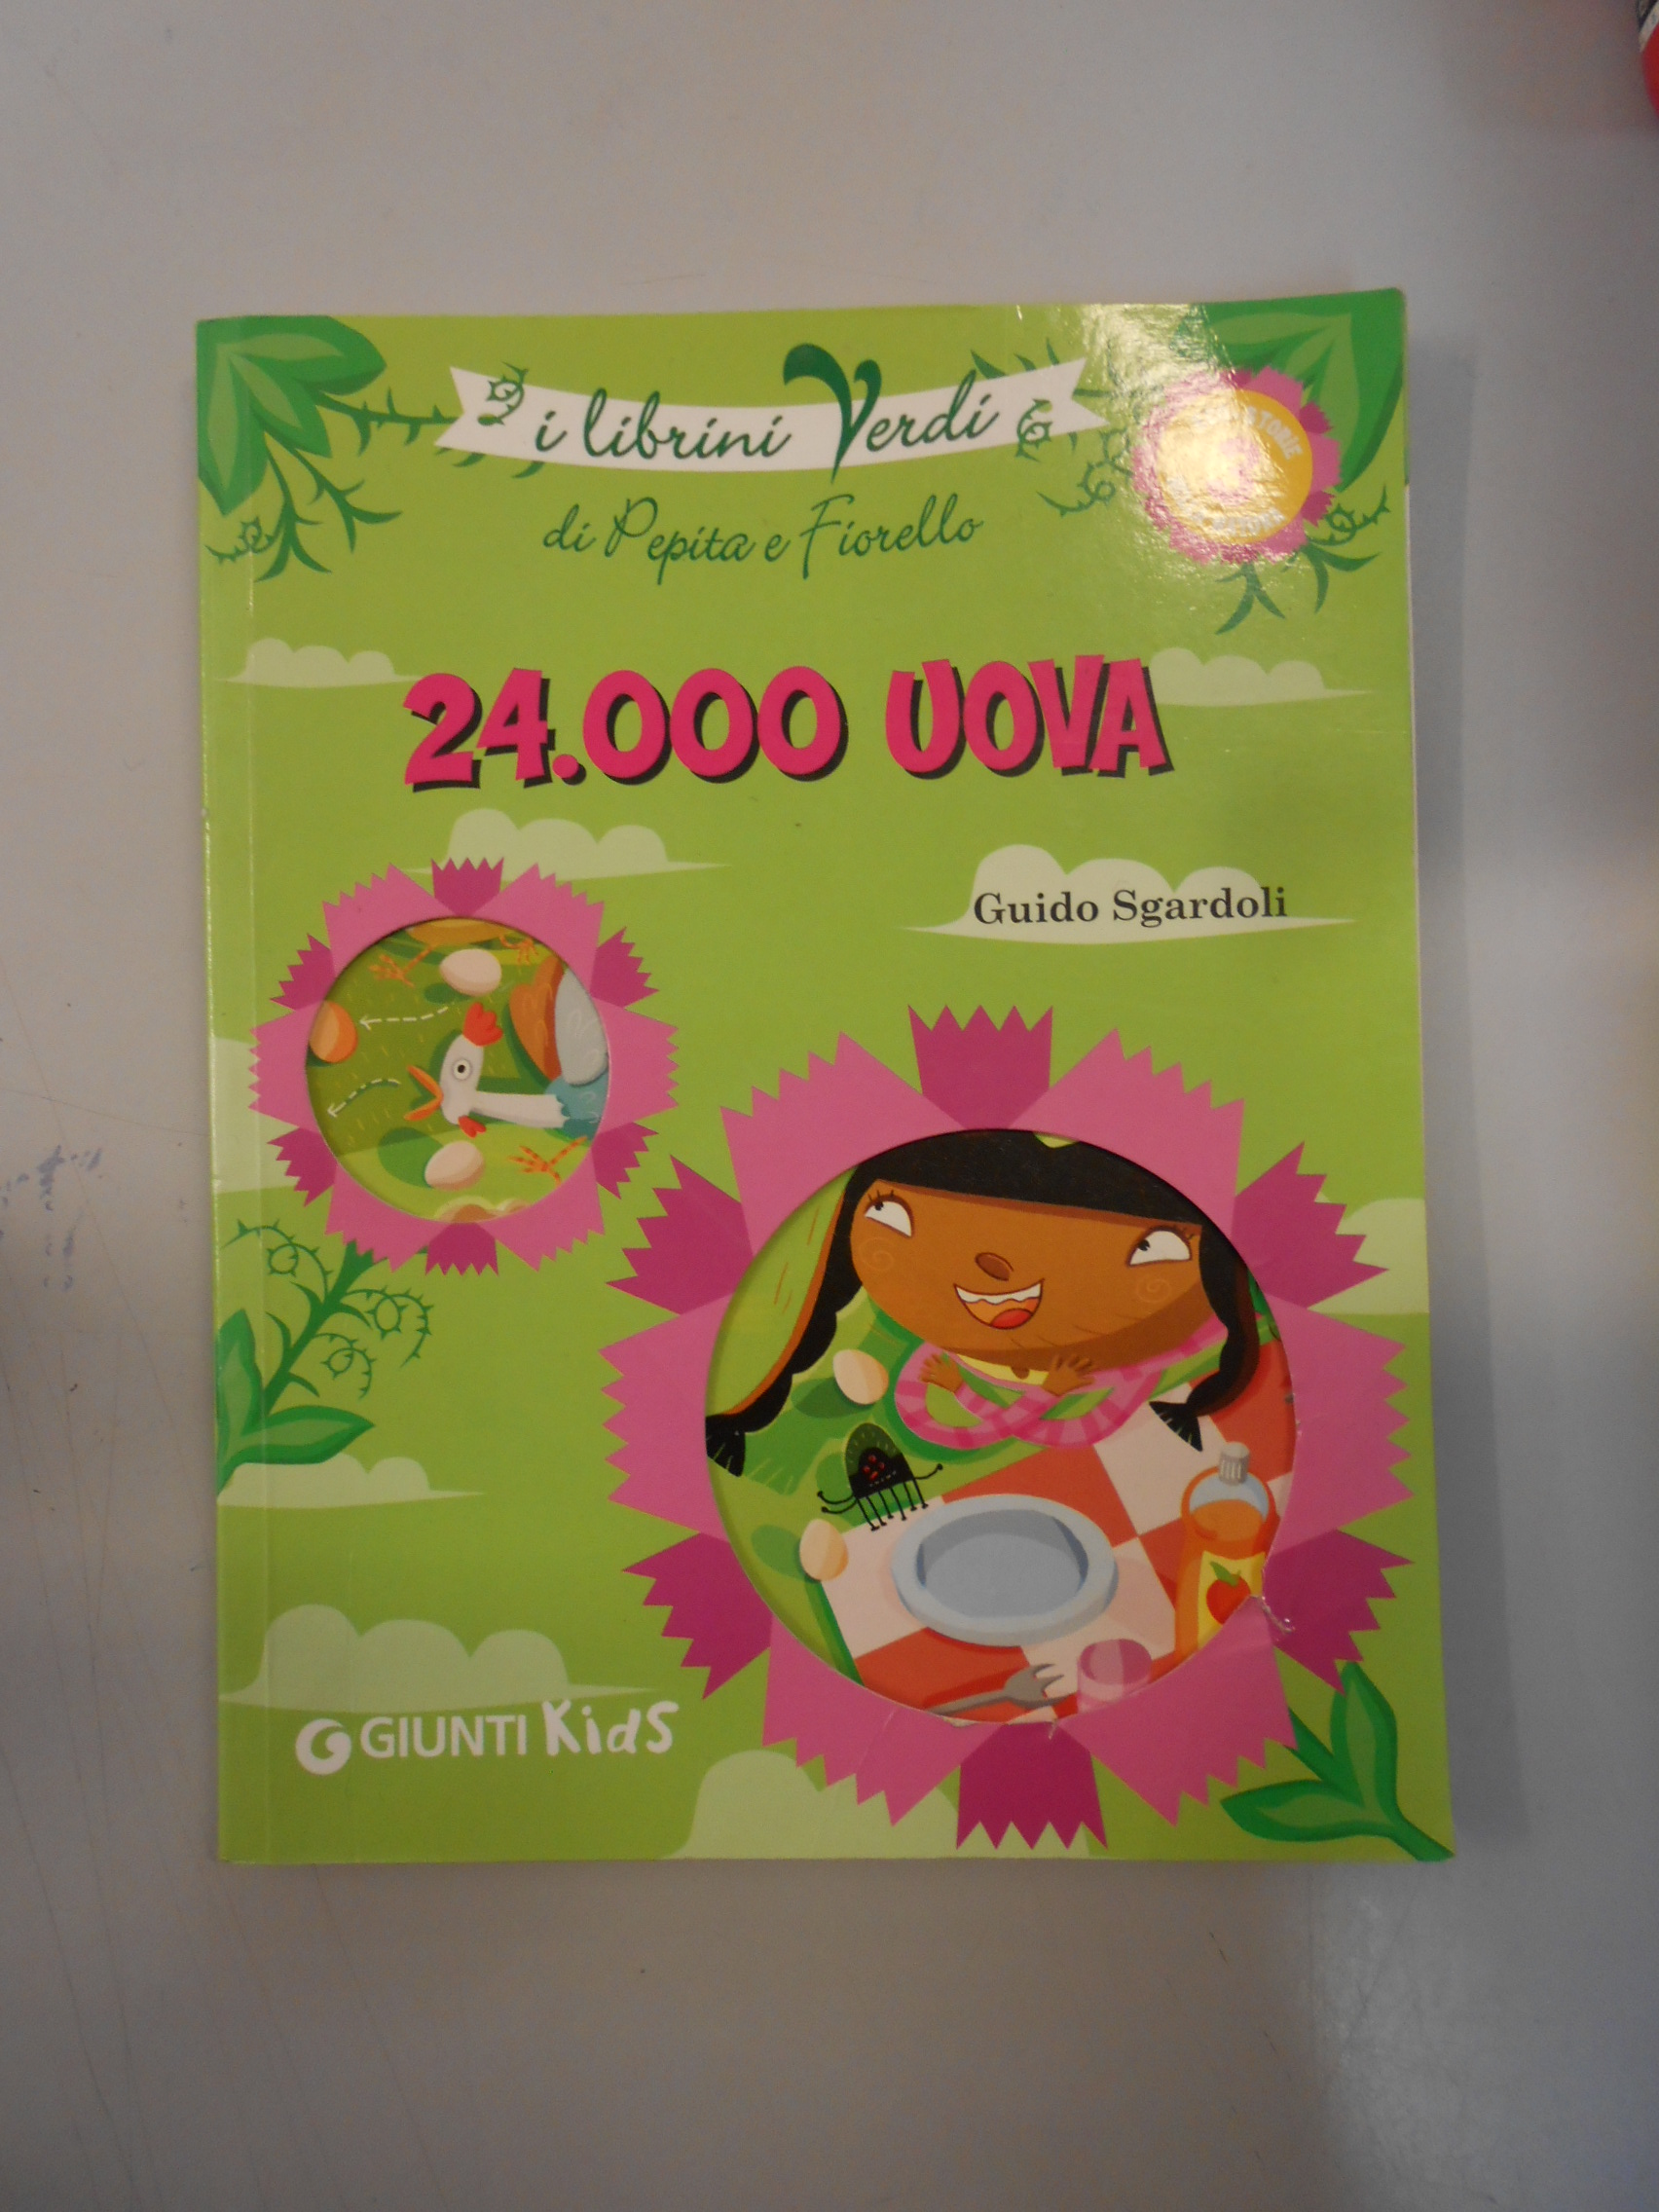 i librini Verdi
di Pepita e Fiorello
24.000 UOVA
Guido Sgardoli
GIUNTI Kids